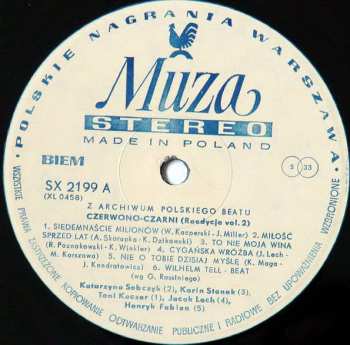 POLSKIE NAGRANIA WARSZAWA
Muza
STEREO
MADE IN POLAND
BIEM
SX 2199 A
(XL 0458)
S 33
Z ARCHIWUM POLSKIEGO BEATU
CZERWONO-CZARNI (Reedycja vol. 2)
1. SIEDEMNAŚCIE MILIONÓW (W. Kacperski - J. Miller) 2. MIŁOŚĆ
SPRZED LAT (A. Skorupka - K. Dzikowski) 3. TO NIE MOJA WINA
(R. Poznakowski - K. Winkler) 4. CYGAŃSKA WRÓŻBA (J. Lech -
M. Korszawa) 5. NIE O TOBIE DZISIAJ MYŚLĘ (K. Maga -
J. Kondratowicz) 6. WILHELM TELL - BEAT
(wg G. Rossiniego)
Katarzyna Sobczyk (2), Karin Stanek (3),
Toni Keczer (1), Jacek Lech (4),
Henryk Fabian (5)
WSZYSTKIE PRAWA ZASTRZEŻONE KOPIOWANIE ODTWARZANIE PUBLICZNE I RADIOWE BEZ UPOWAŻNIENIA WZBRONIONE